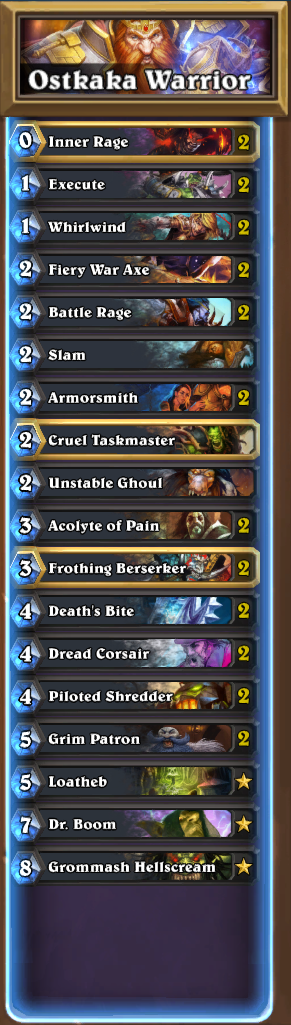 Ostkaka Warrior
0 Inner Rage 2
1 Execute 2
1 Whirlwind 2
2 Fiery War Axe 2
2 Battle Rage 2
2 Slam
2 Armorsmith 2
2 Cruel Taskmaster
2 Unstable Ghoul
3 Acolyte of Pain 2
3 Frothing Berserker 2
4 Death's Bite 2
4 Dread Corsair 2
4 Piloted Shredder 2
5 Grim Patron 2
5 Loatheb
7 Dr. Boom
8 Grommash Hellscream